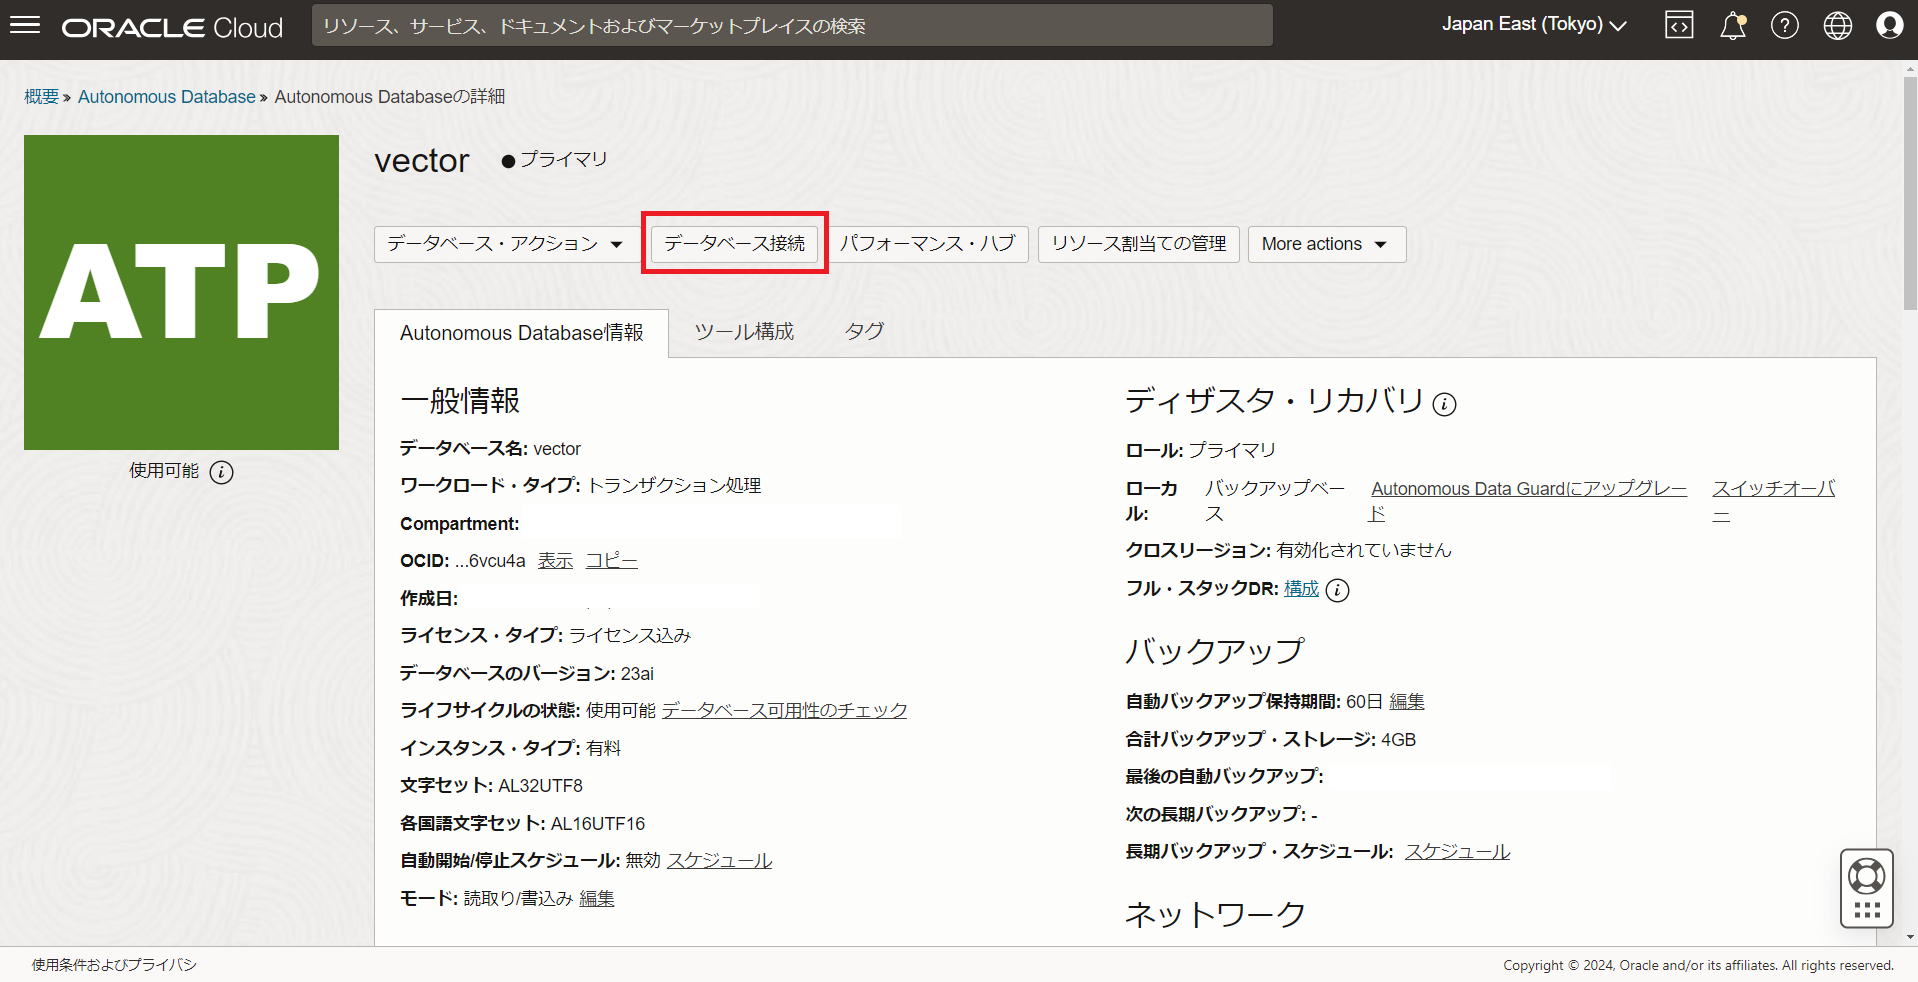 ORACLE Cloud
リソース、サービス、ドキュメントおよびマーケットプレイスの検索
Japan East (Tokyo)
概要 » Autonomous Database » Autonomous Databaseの詳細
ATP
使用可能
vector ● プライマリ
データベース・アクション
データベース接続
パフォーマンス・ハブ
リソース割当ての管理
More actions
Autonomous Database情報
ツール構成
タグ
一般情報
データベース名: vector
ワークロード・タイプ: トランザクション処理
Compartment:
OCID: ...6vcu4a 表示 コピー
作成日:
ライセンス・タイプ: ライセンス込み
データベースのバージョン: 23ai
ライフサイクルの状態: 使用可能 データベース可用性のチェック
インスタンス・タイプ: 有料
文字セット: AL32UTF8
各国語文字セット: AL16UTF16
自動開始/停止スケジュール: 無効 スケジュール
モード: 読取り/書込み 編集
ディザスタ・リカバリ
ロール: プライマリ
ローカル: バックアップベース Autonomous Data Guardにアップグレード スイッチオーバー
クロスリージョン: 有効化されていません
フル・スタックDR: 構成
バックアップ
自動バックアップ保持期間: 60日 編集
合計バックアップ・ストレージ: 4GB
最後の自動バックアップ:
次の長期バックアップ: -
長期バックアップ・スケジュール: スケジュール
ネットワーク
使用条件およびプライバシ
Copyright © 2024, Oracle and/or its affiliates. All rights reserved.